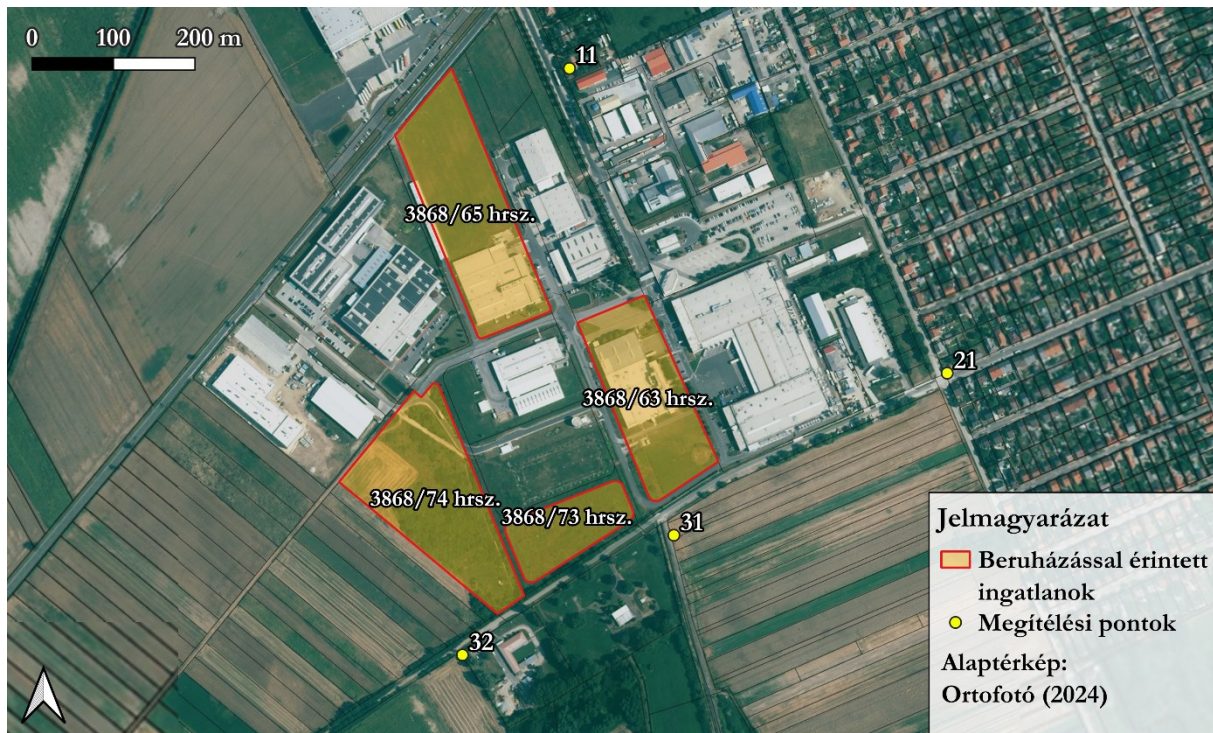 0 100 200 m
11
3868/65 hrsz.
21
3868/63 hrsz.
3868/74 hrsz.
3868/73 hrsz.
31
32
Jelmagyarázat
Beruházással érintett
ingatlanok
Megítélési pontok
Alaptérkép:
Ortofotó (2024)